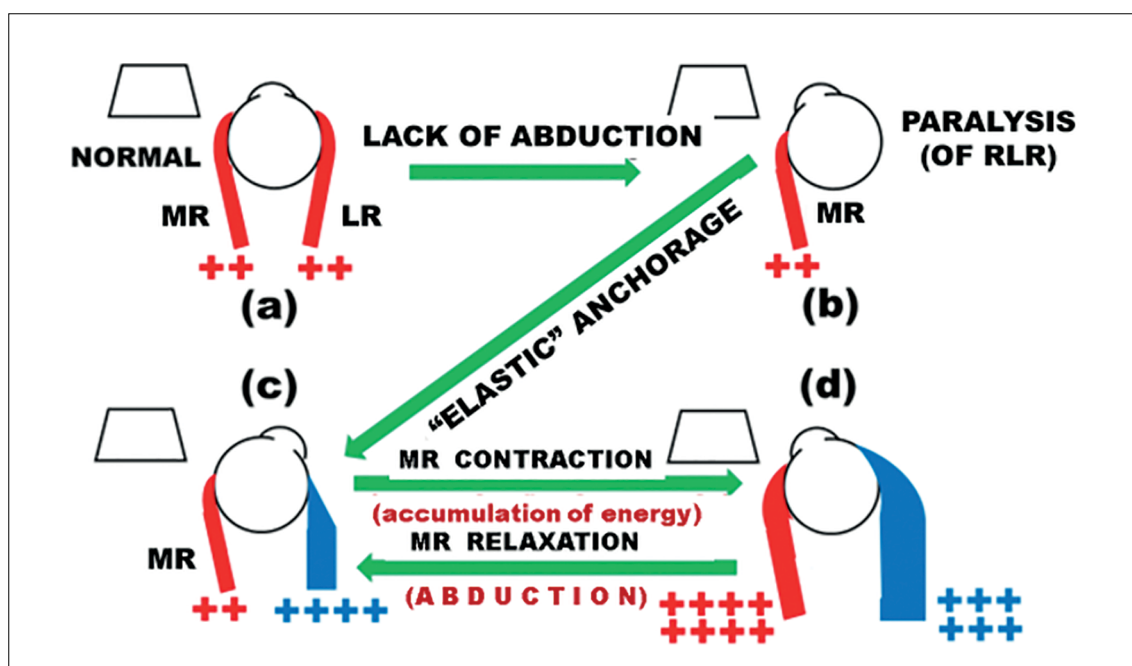 LACK OF ABDUCTION
NORMAL
MR
LR
++
++
(a)
PARALYSIS
(OF RLR)
MR
++
(b)
“ELASTIC” ANCHORAGE
(c)
MR
++
++++
MR CONTRACTION
(accumulation of energy)
MR RELAXATION
(ABDUCTION)
(d)
++++
++++
+++
+++